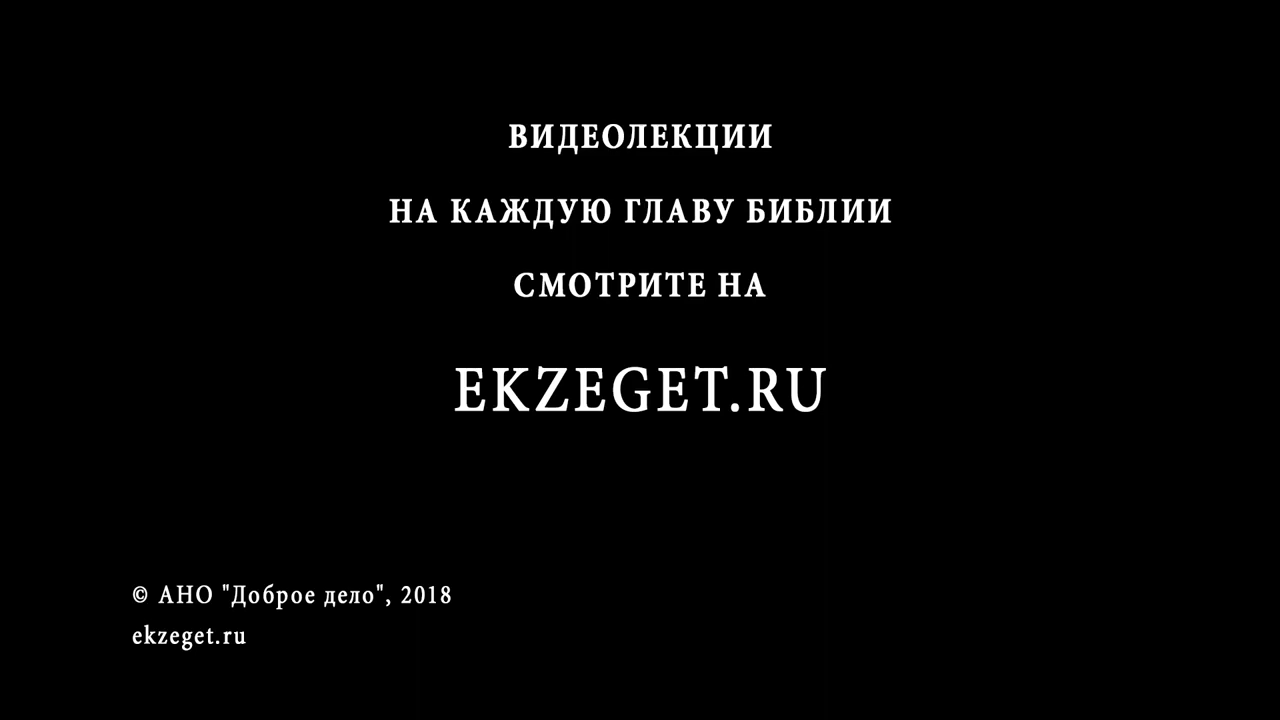 ВИДЕОЛЕКЦИИ
НА КАЖДУЮ ГЛАВУ БИБЛИИ
СМОТРИТЕ НА
EKZEGET.RU
© АНО "Доброе дело", 2018
ekzeget.ru